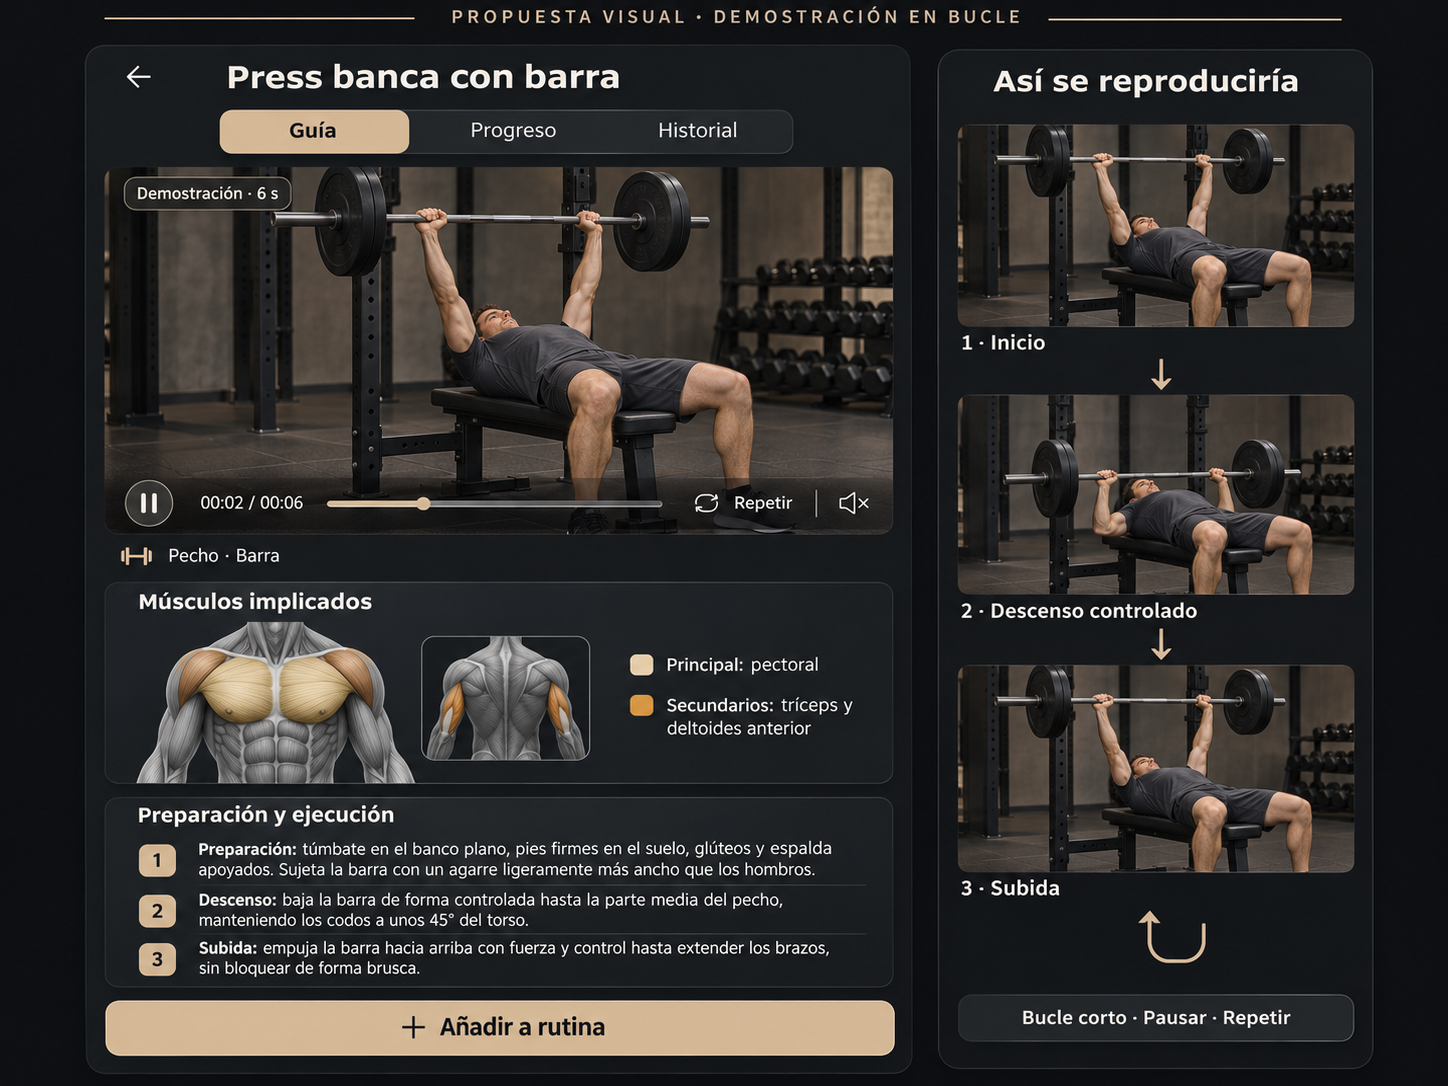 PROPUESTA VISUAL · DEMOSTRACIÓN EN BUCLE
Press banca con barra
Guía
Progreso
Historial
Demostración · 6 s
00:02 / 00:06
Repetir
Pecho · Barra
Músculos implicados
Principal: pectoral
Secundarios: tríceps y
deltoides anterior
Preparación y ejecución
1
Preparación: túmbate en el banco plano, pies firmes en el suelo, glúteos y espalda
apoyados. Sujeta la barra con un agarre ligeramente más ancho que los hombros.
2
Descenso: baja la barra de forma controlada hasta la parte media del pecho,
manteniendo los codos a unos 45° del torso.
3
Subida: empuja la barra hacia arriba con fuerza y control hasta extender los brazos,
sin bloquear de forma brusca.
+ Añadir a rutina
Así se reproduciría
1 · Inicio
2 · Descenso controlado
3 · Subida
Bucle corto · Pausar · Repetir